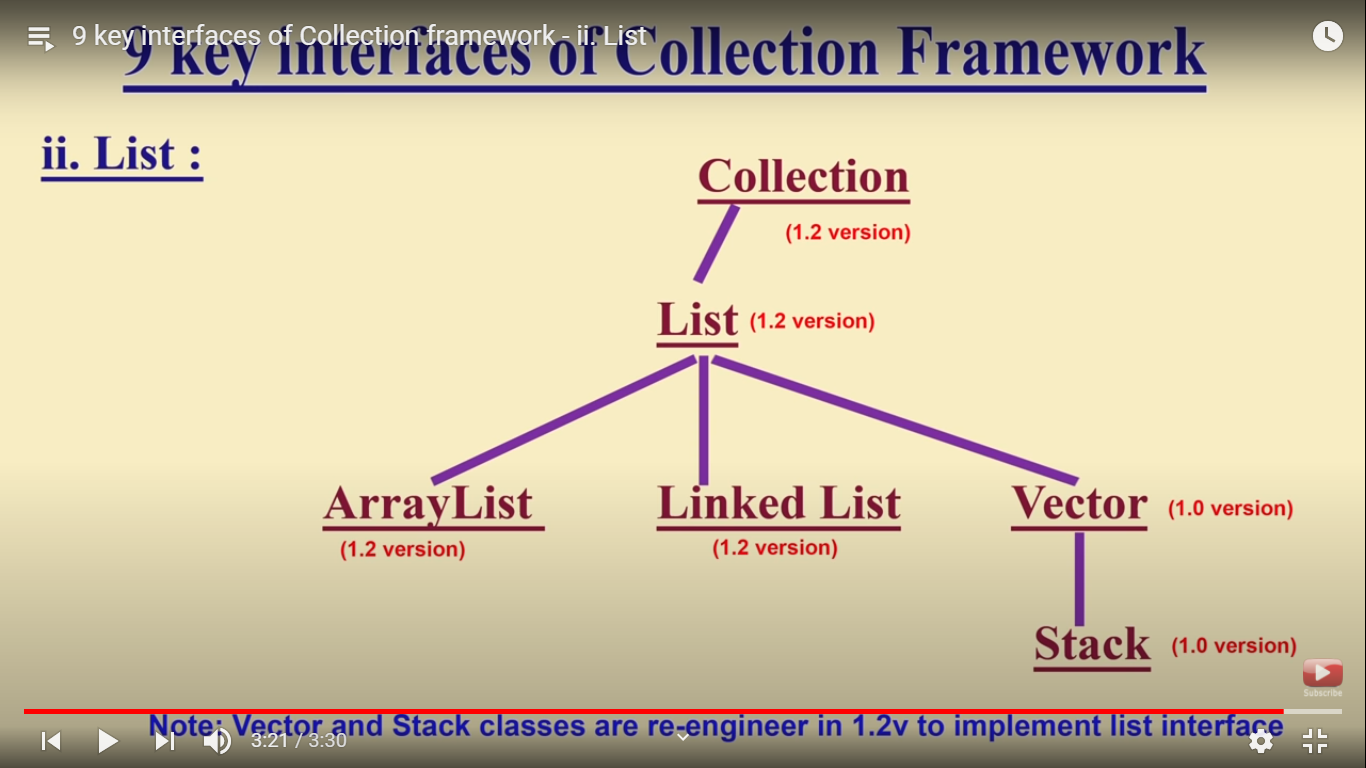 9 key interfaces of Collection framework - ii. List
9 key interfaces of Collection Framework
ii. List :
Collection
(1.2 version)
List (1.2 version)
ArrayList Linked List Vector (1.0 version)
(1.2 version) (1.2 version)
Stack (1.0 version)
Subscribe
Note: Vector and Stack classes are re-engineer in 1.2v to implement list interface
3:21 / 3:30